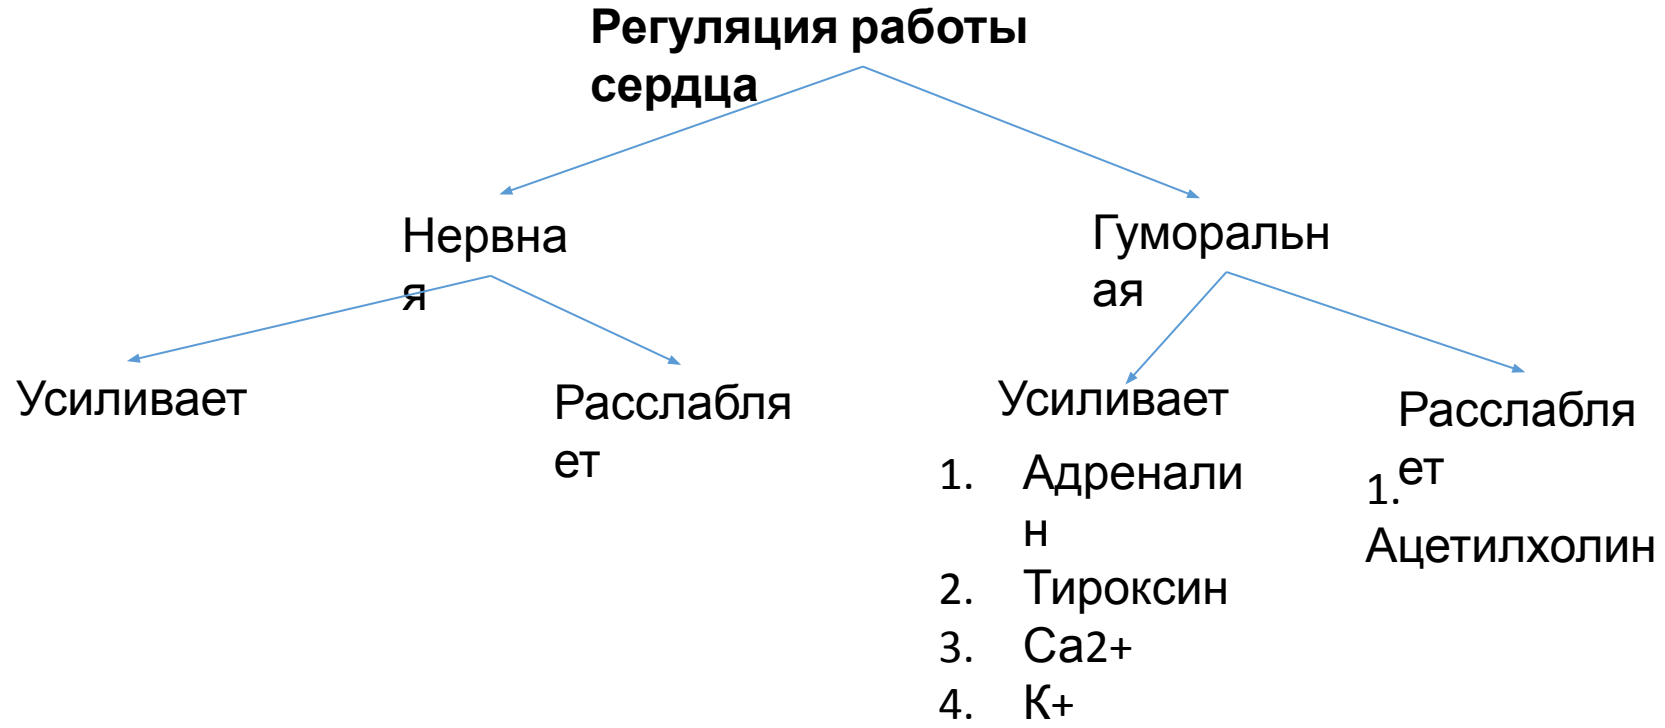 Регуляция работы
сердца
Нервна
я
Гуморальн
ая
Усиливает
Расслабля
ет
Усиливает
1. Адренали
н
2. Тироксин
3. Ca2+
4. К+
Расслабля
ет
1.
Ацетилхолин